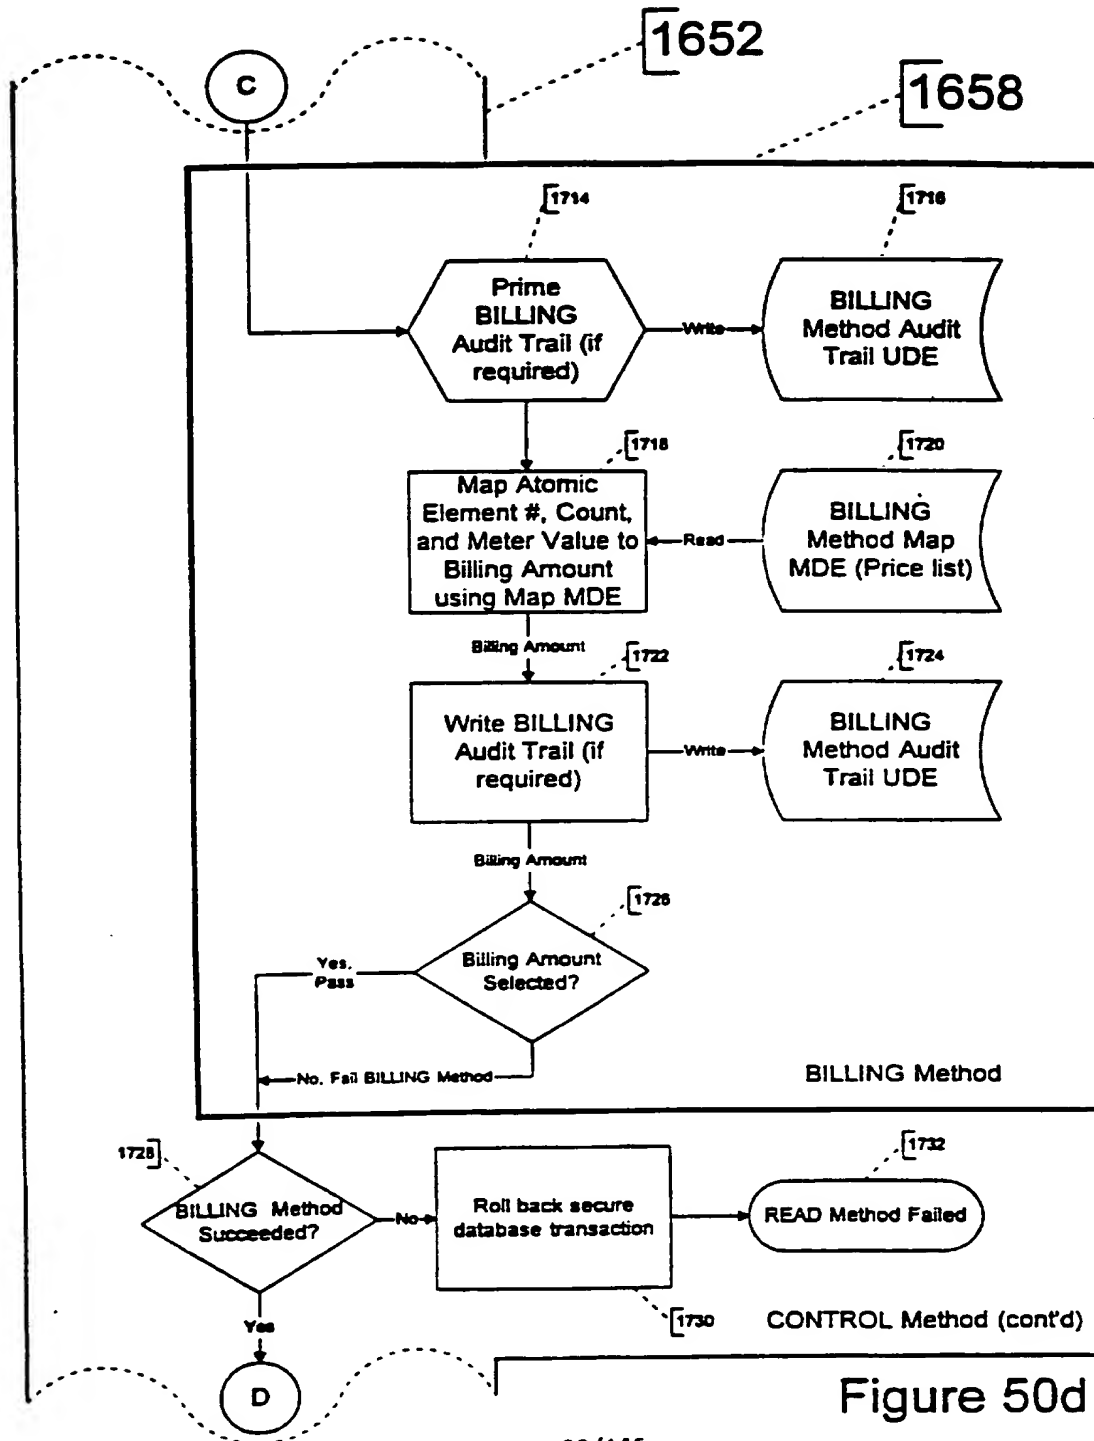 1652
C
1658
1714
1716
Prime
BILLING
Audit Trail (if
required)
Write
BILLING
Method Audit
Trail UDE
1718
1720
Map Atomic
Element #, Count,
and Meter Value to
Billing Amount
using Map MDE
Read
BILLING
Method Map
MDE (Price list)
Billing Amount
1722
1724
Write BILLING
Audit Trail (if
required)
Write
BILLING
Method Audit
Trail UDE
Billing Amount
1726
Billing Amount
Selected?
Yes,
Pass
No, Fail BILLING Method
BILLING Method
1728
BILLING Method
Succeeded?
No
Roll back secure
database transaction
1732
READ Method Failed
1730
CONTROL Method (cont'd)
Yes
D
Figure 50d